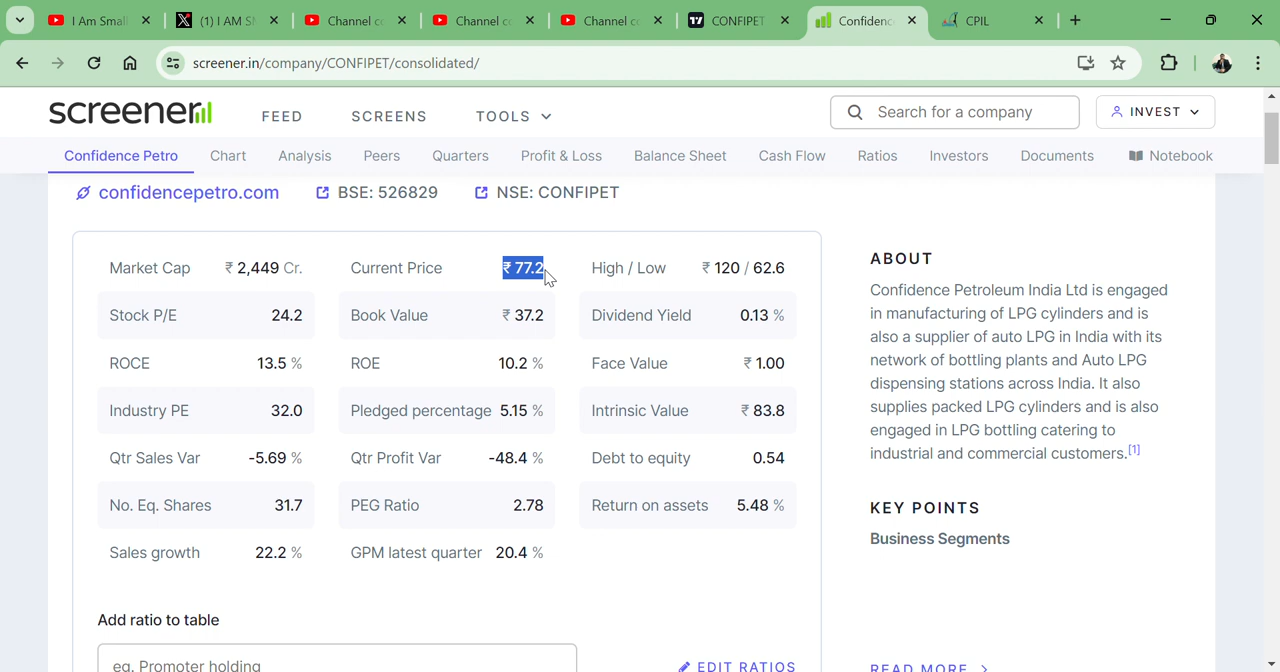 I Am Small
(1) I AM S
Channel c
Channel c
Channel c
CONFIPET
Confidenc
CPIL
screener.in/company/CONFIPET/consolidated/
screener
FEED
SCREENS
TOOLS
Search for a company
INVEST
Confidence Petro
Chart
Analysis
Peers
Quarters
Profit & Loss
Balance Sheet
Cash Flow
Ratios
Investors
Documents
Notebook
confidencepetro.com
BSE: 526829
NSE: CONFIPET
Market Cap ₹ 2,449 Cr.
Current Price ₹ 77.2
High / Low ₹ 120 / 62.6
Stock P/E 24.2
Book Value ₹ 37.2
Dividend Yield 0.13 %
ROCE 13.5 %
ROE 10.2 %
Face Value ₹ 1.00
Industry PE 32.0
Pledged percentage 5.15 %
Intrinsic Value ₹ 83.8
Qtr Sales Var -5.69 %
Qtr Profit Var -48.4 %
Debt to equity 0.54
No. Eq. Shares 31.7
PEG Ratio 2.78
Return on assets 5.48 %
Sales growth 22.2 %
GPM latest quarter 20.4 %
Add ratio to table
eg. Promoter holding
EDIT RATIOS
ABOUT
Confidence Petroleum India Ltd is engaged
in manufacturing of LPG cylinders and is
also a supplier of auto LPG in India with its
network of bottling plants and Auto LPG
dispensing stations across India. It also
supplies packed LPG cylinders and is also
engaged in LPG bottling catering to
industrial and commercial customers.[1]
KEY POINTS
Business Segments
READ MORE